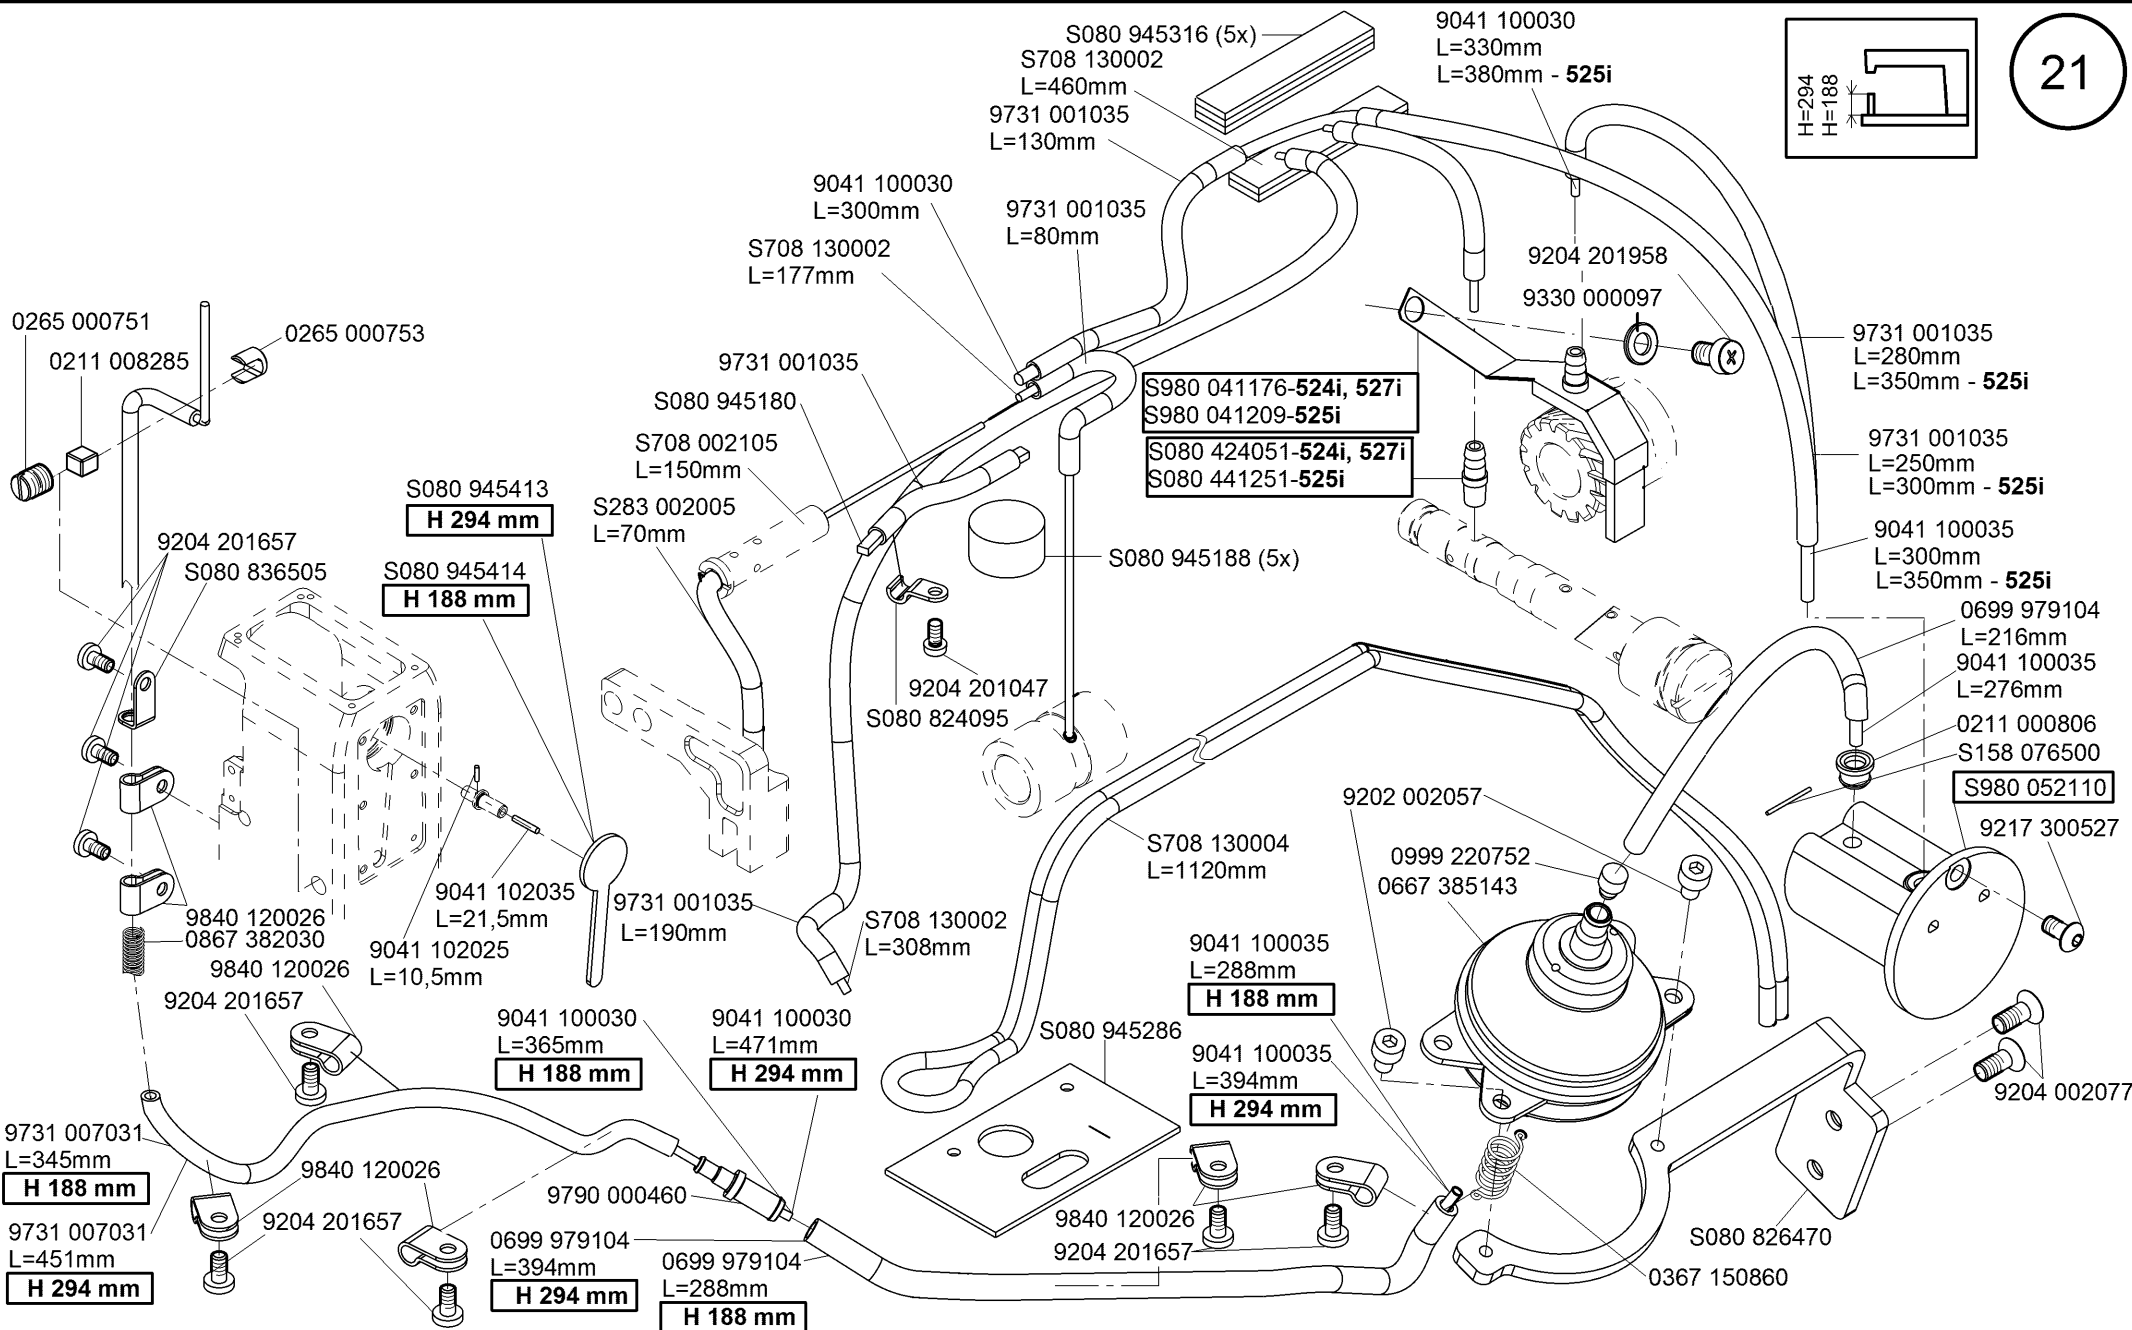 S080 945316 (5x)
S708 130002
L=460mm
9731 001035
L=130mm
9041 100030
L=330mm
L=380mm - 525i
H=294
H=188
21
9041 100030
L=300mm
9731 001035
L=80mm
S708 130002
L=177mm
9204 201958
9330 000097
0265 000751
0211 008285
0265 000753
9731 001035
S080 945180
S708 002105
L=150mm
S283 002005
L=70mm
S980 041176-524i, 527i
S980 041209-525i
S080 424051-524i, 527i
S080 441251-525i
9731 001035
L=280mm
L=350mm - 525i
9731 001035
L=250mm
L=300mm - 525i
9041 100035
L=300mm
L=350mm - 525i
S080 945413
H 294 mm
S080 945414
H 188 mm
9204 201657
S080 836505
S080 945188 (5x)
0699 979104
L=216mm
9041 100035
L=276mm
0211 000806
S158 076500
S980 052110
9217 300527
9204 201047
S080 824095
9202 002057
0999 220752
0667 385143
S708 130004
L=1120mm
9041 102035
L=21,5mm
9041 102025
L=10,5mm
9731 001035
L=190mm
S708 130002
L=308mm
9840 120026
0867 382030
9840 120026
9204 201657
9041 100030
L=365mm
H 188 mm
9041 100030
L=471mm
H 294 mm
S080 945286
9041 100035
L=288mm
H 188 mm
9041 100035
L=394mm
H 294 mm
9204 002077
9731 007031
L=345mm
H 188 mm
9731 007031
L=451mm
H 294 mm
9840 120026
9204 201657
9790 000460
0699 979104
L=394mm
H 294 mm
0699 979104
L=288mm
H 188 mm
9840 120026
9204 201657
S080 826470
0367 150860